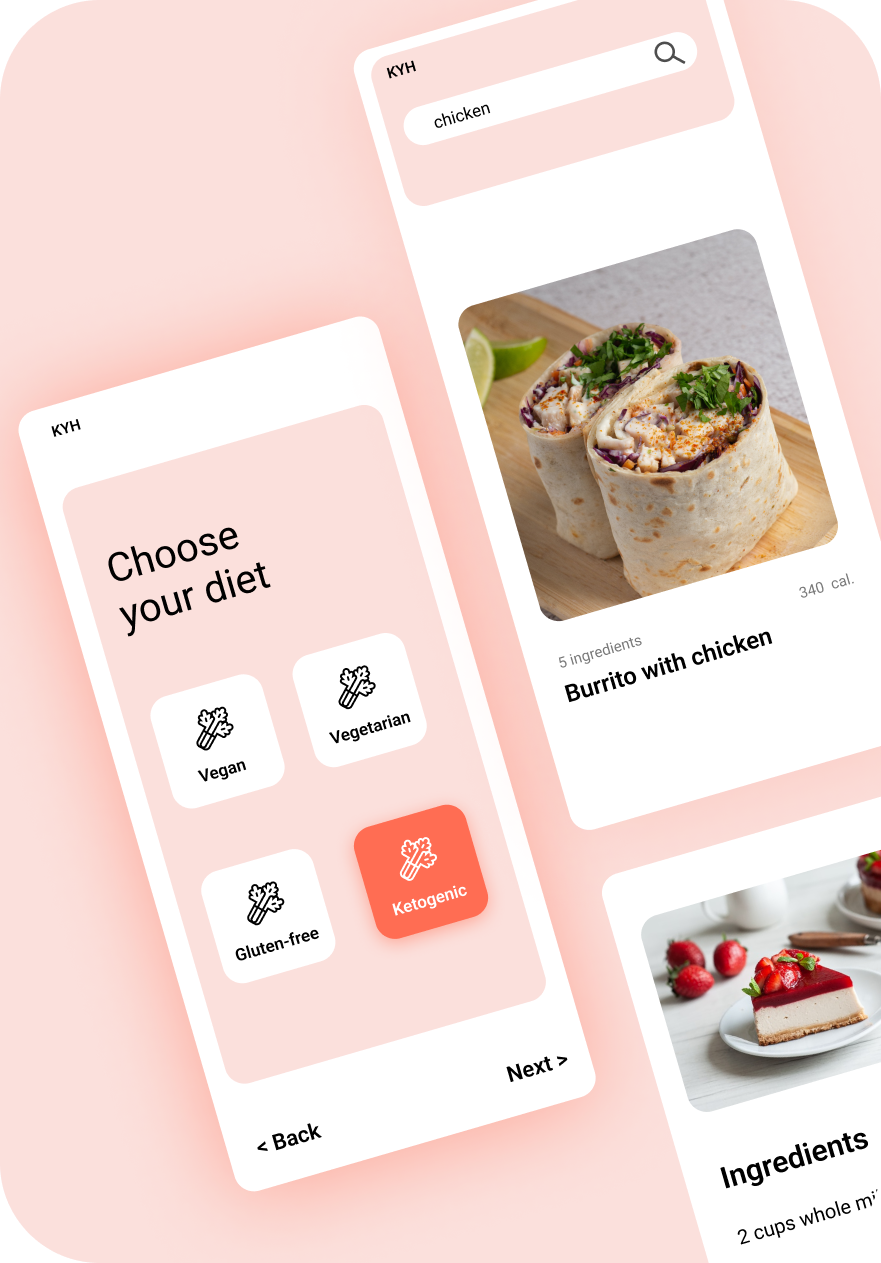 KYH
chicken
5 ingredients
340 cal.
Burrito with chicken
KYH
Choose
your diet
Vegan
Vegetarian
Gluten-free
Ketogenic
< Back
Next >
Ingredients
2 cups whole